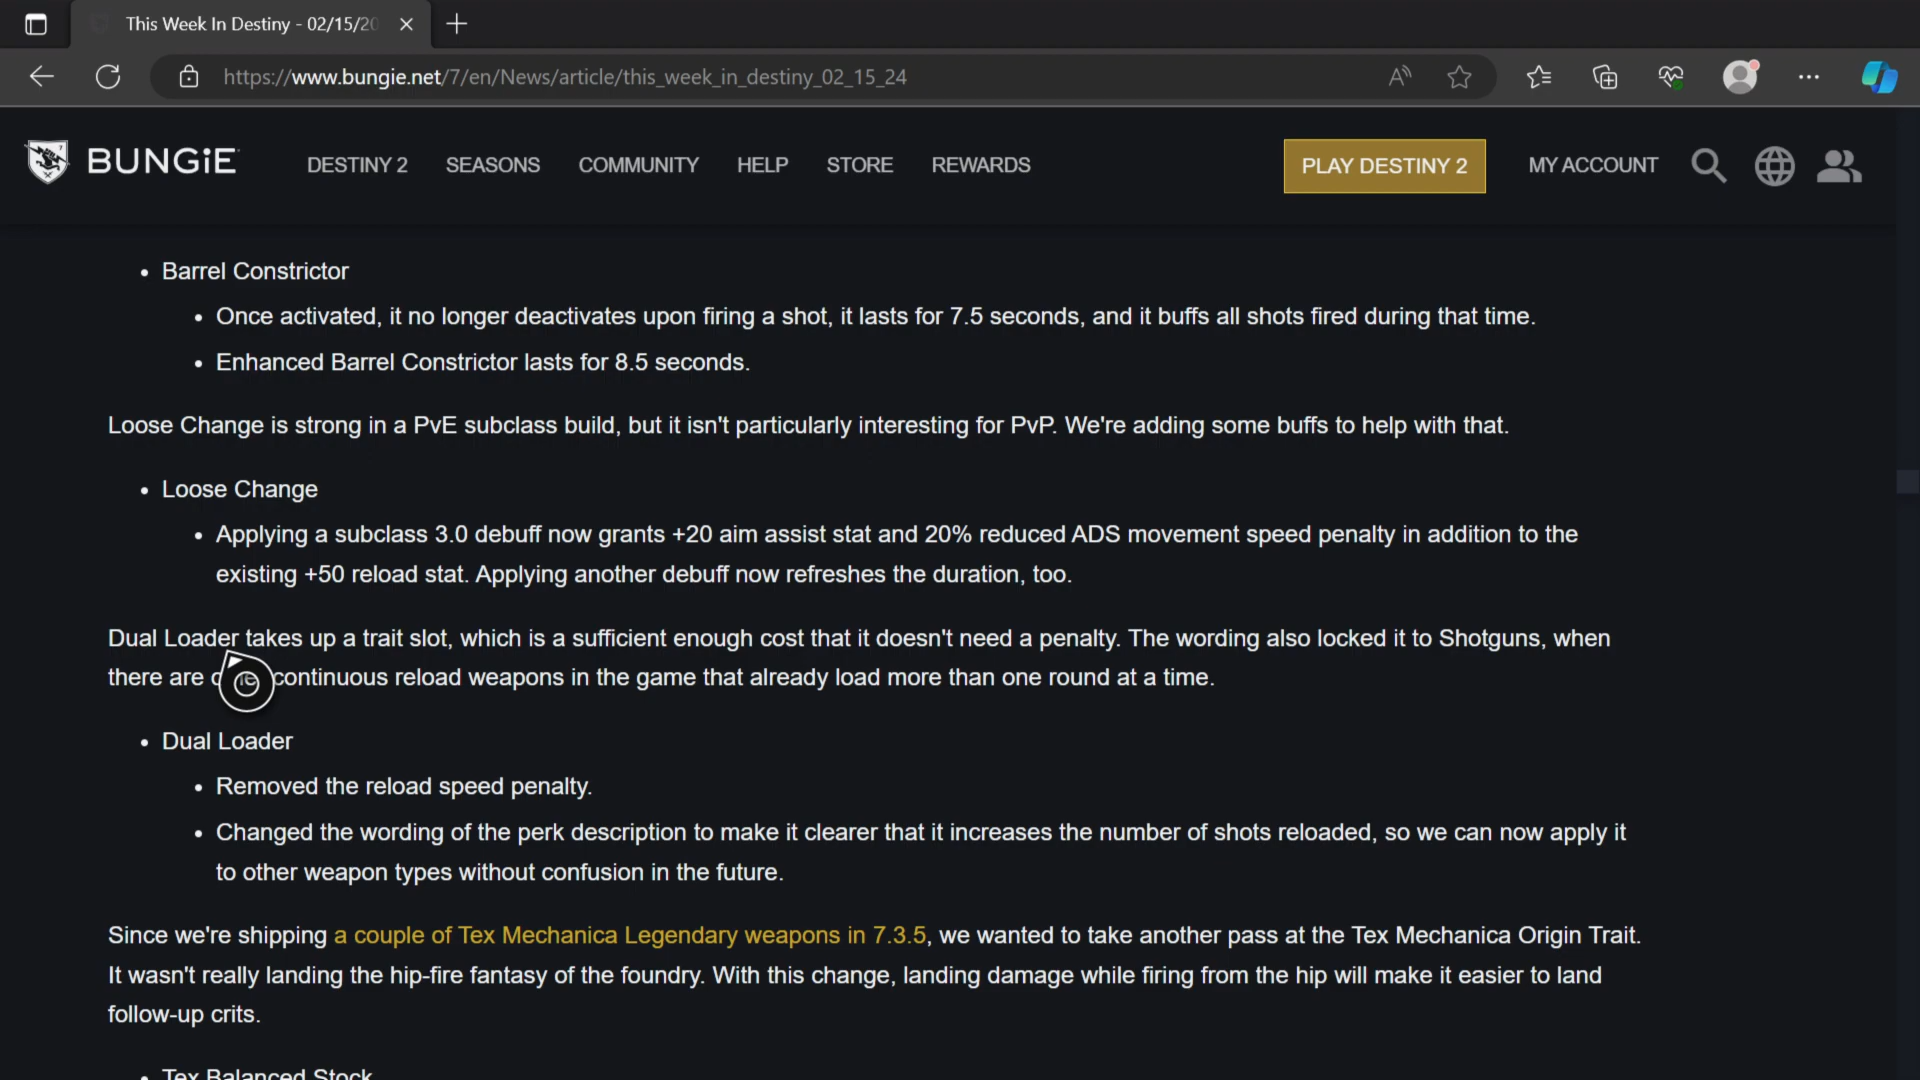 This Week In Destiny - 02/15/20
https://www.bungie.net/7/en/News/article/this_week_in_destiny_02_15_24
BUNGiE
DESTINY 2 SEASONS COMMUNITY HELP STORE REWARDS
PLAY DESTINY 2
MY ACCOUNT
• Barrel Constrictor
• Once activated, it no longer deactivates upon firing a shot, it lasts for 7.5 seconds, and it buffs all shots fired during that time.
• Enhanced Barrel Constrictor lasts for 8.5 seconds.
Loose Change is strong in a PvE subclass build, but it isn't particularly interesting for PvP. We're adding some buffs to help with that.
• Loose Change
• Applying a subclass 3.0 debuff now grants +20 aim assist stat and 20% reduced ADS movement speed penalty in addition to the
existing +50 reload stat. Applying another debuff now refreshes the duration, too.
Dual Loader takes up a trait slot, which is a sufficient enough cost that it doesn't need a penalty. The wording also locked it to Shotguns, when
there are continuous reload weapons in the game that already load more than one round at a time.
• Dual Loader
• Removed the reload speed penalty.
• Changed the wording of the perk description to make it clearer that it increases the number of shots reloaded, so we can now apply it
to other weapon types without confusion in the future.
Since we're shipping a couple of Tex Mechanica Legendary weapons in 7.3.5, we wanted to take another pass at the Tex Mechanica Origin Trait.
It wasn't really landing the hip-fire fantasy of the foundry. With this change, landing damage while firing from the hip will make it easier to land
follow-up crits.
• Tex Balanced Stock